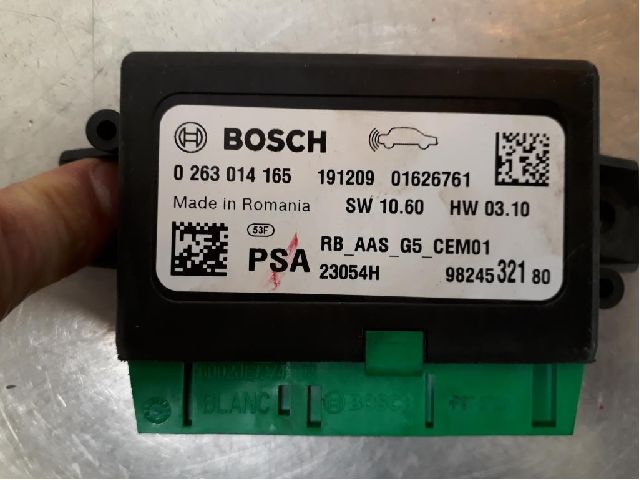 BOSCH
0 263 014 165 191209 01626761
Made in Romania SW 10.60 HW 03.10
53F
PSA RB_AAS_G5_CEM01
23054H 98245 321 80
BLANC BOSCH